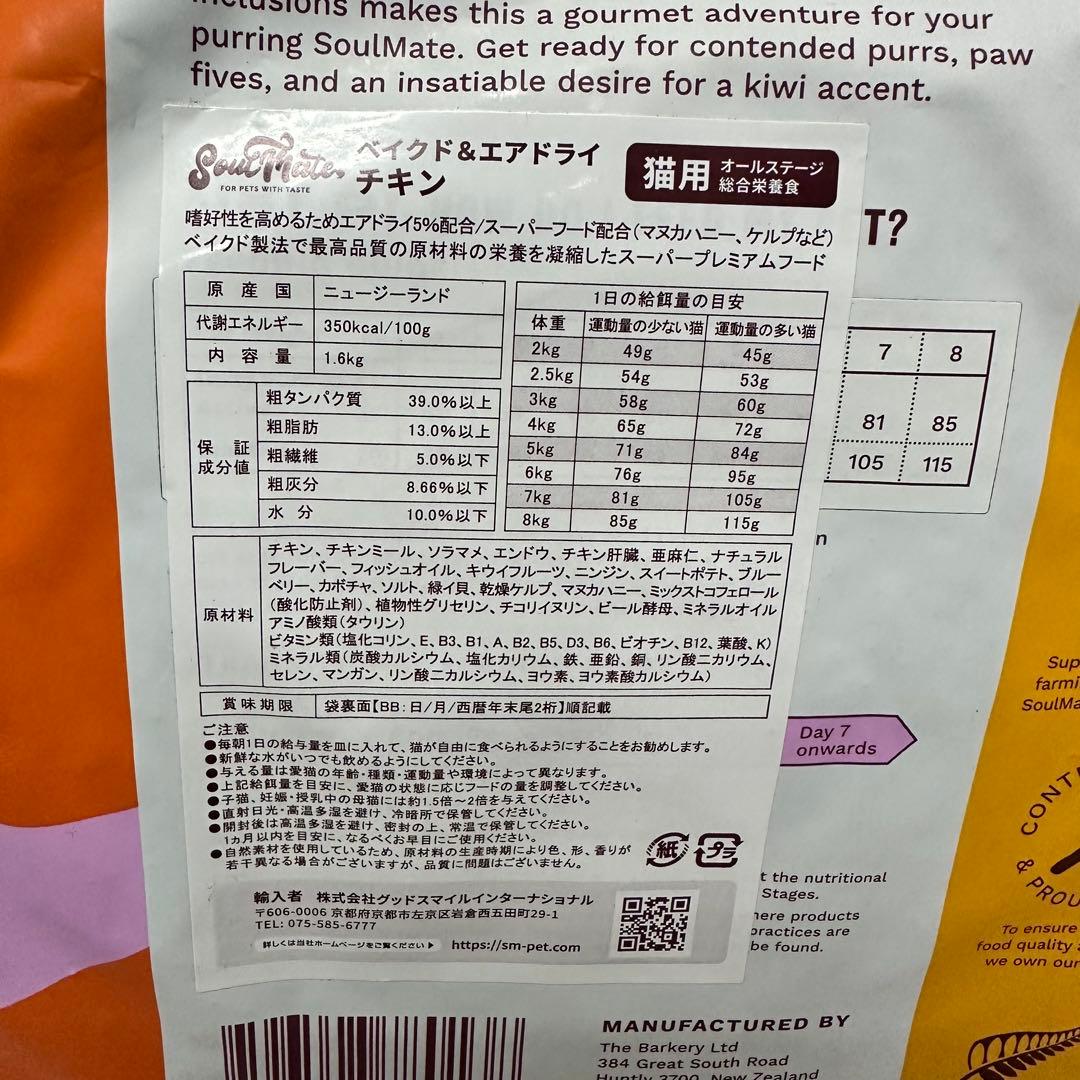 inclusions makes this a gourmet adventure for your
purring SoulMate. Get ready for contended purrs, paw
fives, and an insatiable desire for a kiwi accent.
SoulMate
FOR PETS WITH TASTE
ベイクド&エアドライ
チキン
猫用 オールステージ
総合栄養食
嗜好性を高めるためエアドライ5%配合/スーパーフード配合(マヌカハニー、ケルプなど)
ベイクド製法で最高品質の原材料の栄養を凝縮したスーパープレミアムフード
原産国 ニュージーランド
代謝エネルギー 350kcal/100g
内容量 1.6kg
保証成分値
粗タンパク質 39.0%以上
粗脂肪 13.0%以上
粗繊維 5.0%以下
粗灰分 8.66%以下
水分 10.0%以下
1日の給餌量の目安
体重 運動量の少ない猫 運動量の多い猫
2kg 49g 45g
2.5kg 54g 53g
3kg 58g 60g
4kg 65g 72g
5kg 71g 84g
6kg 76g 95g
7kg 81g 105g
8kg 85g 115g
原材料
チキン、チキンミール、ソラマメ、エンドウ、チキン肝臓、亜麻仁、ナチュラル
フレーバー、フィッシュオイル、キウイフルーツ、ニンジン、スイートポテト、ブルー
ベリー、カボチャ、ソルト、緑イ貝、乾燥ケルプ、マヌカハニー、ミックストコフェロール
(酸化防止剤)、植物性グリセリン、チコリイヌリン、ビール酵母、ミネラルオイル
アミノ酸類(タウリン)
ビタミン類(塩化コリン、E、B3、B1、A、B2、B5、D3、B6、ビオチン、B12、葉酸、K)
ミネラル類(炭酸カルシウム、塩化カリウム、鉄、亜鉛、銅、リン酸二カリウム、
セレン、マンガン、リン酸二カルシウム、ヨウ素、ヨウ素酸カルシウム)
賞味期限 袋裏面【BB:日/月/西暦年末尾2桁】順記載
ご注意
●毎朝1日の給与量を皿に入れて、猫が自由に食べられるようにすることをお勧めします。
●新鮮な水がいつでも飲めるようにしてください。
●与える量は愛猫の年齢・種類・運動量や環境によって異なります。
●上記給餌量を目安に、愛猫の状態に応じフードの量を調整してください。
●子猫、妊娠・授乳中の母猫には約1.5倍〜2倍を与えてください。
●直射日光・高温多湿を避け、冷暗所で保管してください。
●開封後は高温多湿を避け、密封の上、常温で保管してください。
1ヵ月以内を目安に、なるべくお早目にご使用ください。
●自然素材を使用しているため、原材料の生産時期により色、形、香りが
若干異なる場合がございますが、品質に問題はございません。
紙 プラ
輸入者 株式会社グッドスマイルインターナショナル
〒606-0006 京都府京都市左京区岩倉西五田町29-1
TEL: 075-585-6777
詳しくは当社ホームページをご覧ください https://sm-pet.com
T?
7 8
81 85
105 115
n
Day 7
onwards
t the nutritional
Stages.
here products
practices are
be found.
MANUFACTURED BY
The Barkery Ltd
384 Great South Road
Huntly 3700, New Zealand
Sup
farmi
SoulMa
CONT
& PROU
To ensure
food quality
we own our